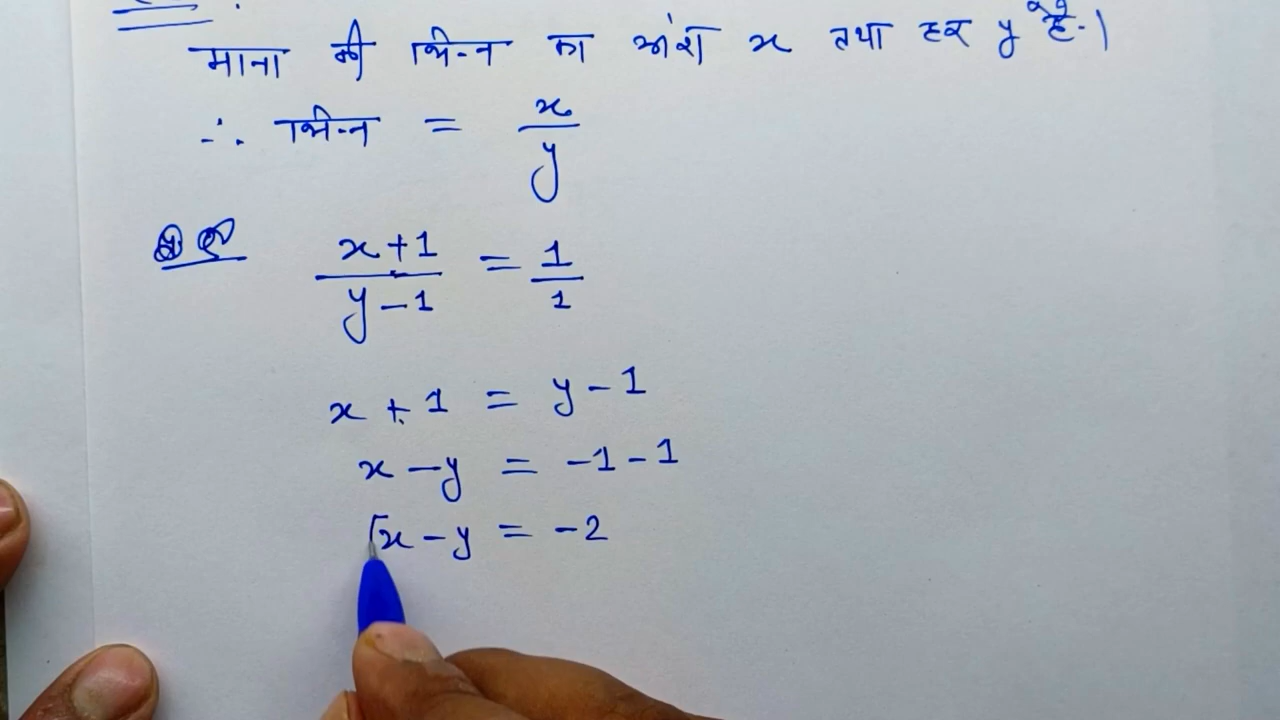 माना की भिन्न का अंश x तथा हर y है।
∴ भिन्न = x/y
(x+1)/(y-1) = 1/1
x + 1 = y - 1
x - y = -1 - 1
x - y = -2